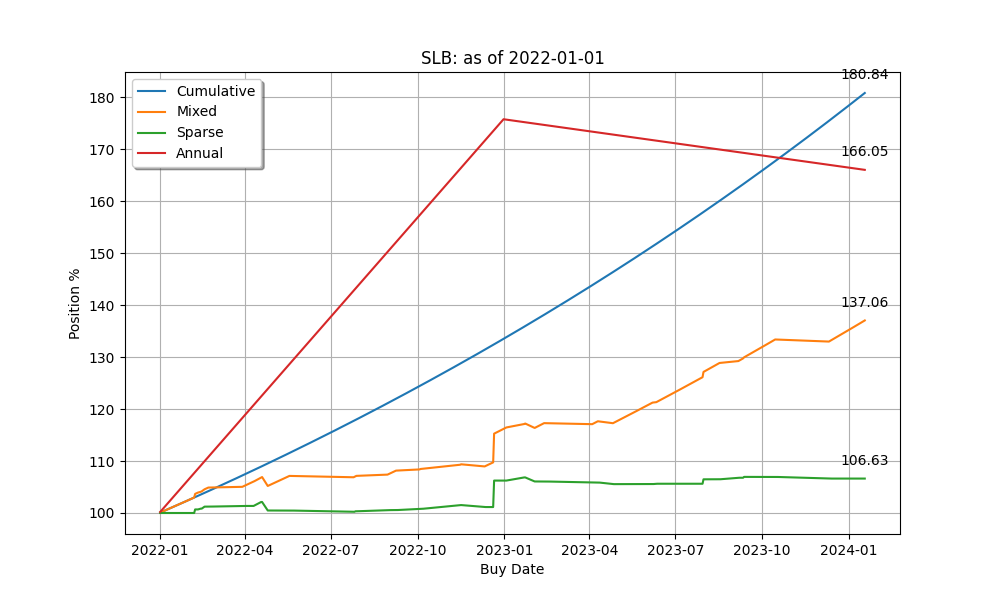 SLB: as of 2022-01-01
Cumulative
Mixed
Sparse
Annual
180.84
166.05
137.06
106.63
Position %
180
170
160
150
140
130
120
110
100
2022-01 2022-04 2022-07 2022-10 2023-01 2023-04 2023-07 2023-10 2024-01
Buy Date